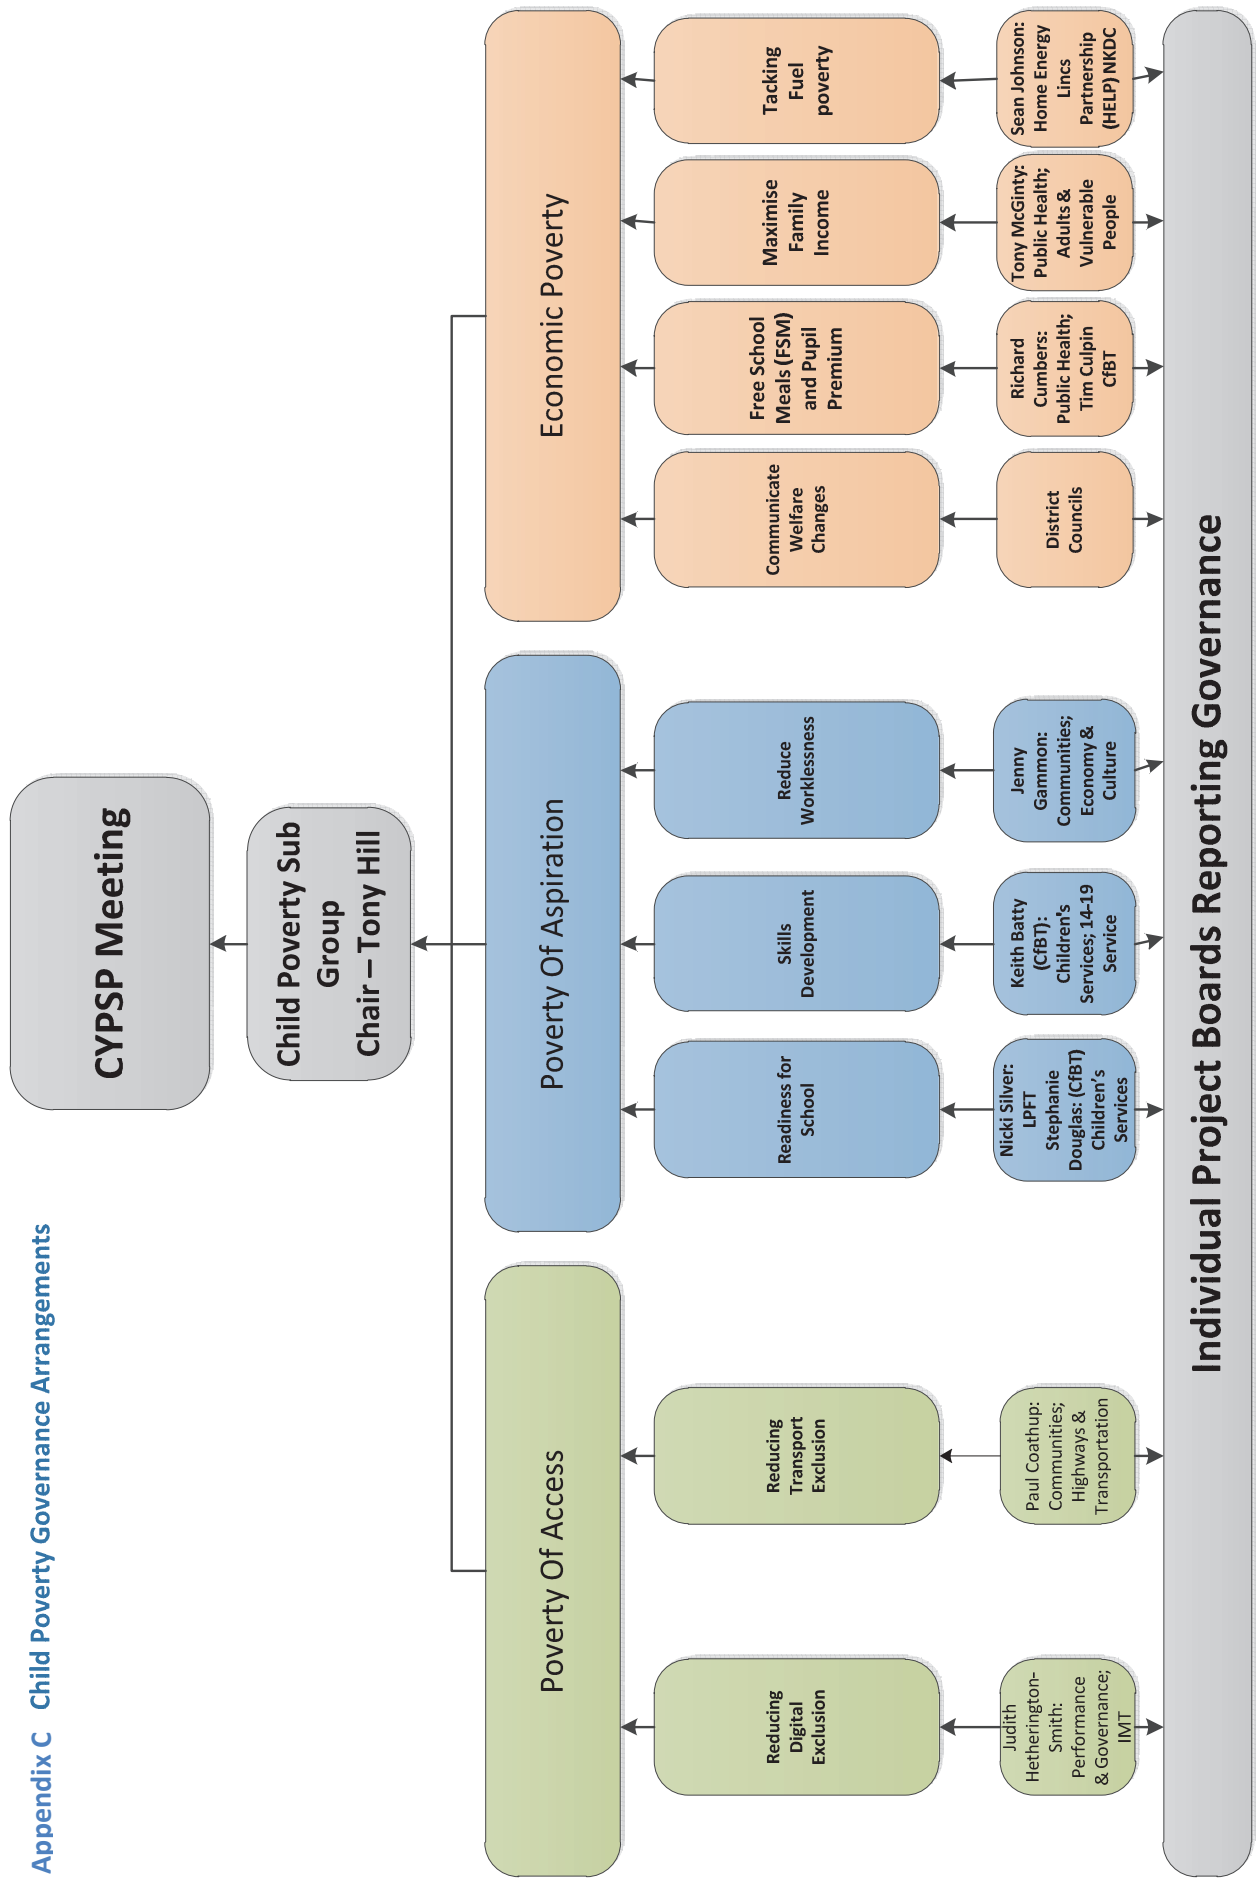 Appendix C Child Poverty Governance Arrangements
CYPSP Meeting
Child Poverty Sub
Group
Chair – Tony Hill
Poverty Of Access
Poverty Of Aspiration
Economic Poverty
Reducing
Digital
Exclusion
Reducing
Transport
Exclusion
Readiness for
School
Skills
Development
Reduce
Worklessness
Communicate
Welfare
Changes
Free School
Meals (FSM)
and Pupil
Premium
Maximise
Family
Income
Tacking
Fuel
poverty
Judith
Hetherington-
Smith:
Performance
& Governance;
IMT
Paul Coathup:
Communities;
Highways &
Transportation
Nicki Silver:
LPFT
Stephanie
Douglas: (CfBT)
Children’s
Services
Keith Batty
(CfBT):
Children's
Services; 14-19
Service
Jenny
Gammon:
Communities;
Economy &
Culture
District
Councils
Richard
Cumbers:
Public Health;
Tim Culpin
CfBT
Tony McGinty:
Public Health;
Adults &
Vulnerable
People
Sean Johnson:
Home Energy
Lincs
Partnership
(HELP) NKDC
Individual Project Boards Reporting Governance